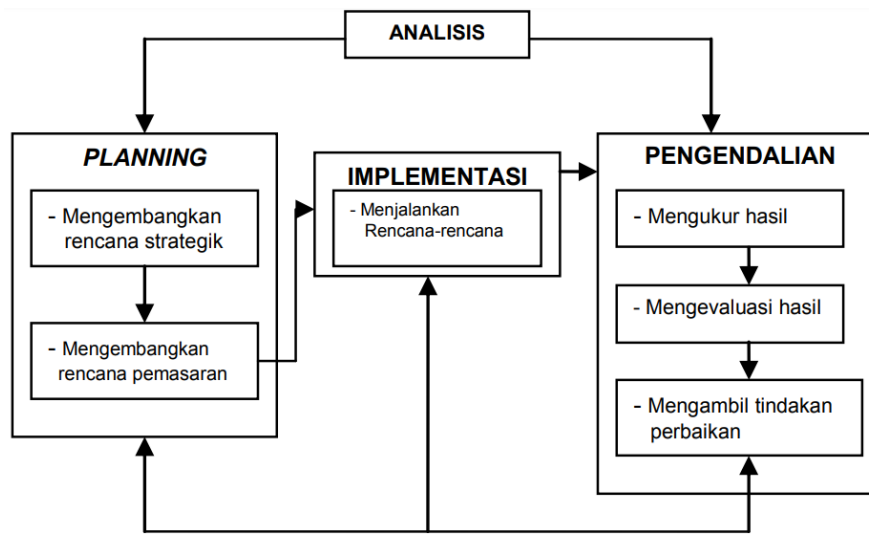 ANALISIS
PLANNING
- Mengembangkan
rencana strategik
- Mengembangkan
rencana pemasaran
IMPLEMENTASI
- Menjalankan
Rencana-rencana
PENGENDALIAN
- Mengukur hasil
- Mengevaluasi hasil
- Mengambil tindakan
perbaikan